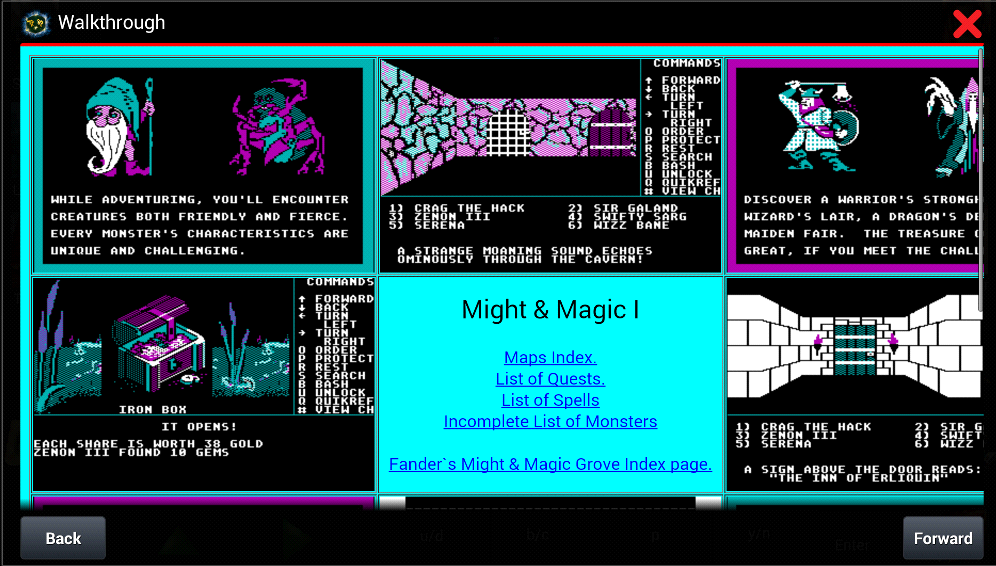 Walkthrough
WHILE ADVENTURING, YOU'LL ENCOUNTER
CREATURES BOTH FRIENDLY AND FIERCE.
EVERY MONSTER'S CHARACTERISTICS ARE
UNIQUE AND CHALLENGING.
COMMANDS
↑ FORWARD
↓ BACK
← TURN
LEFT
→ TURN
RIGHT
O ORDER
P PROTECT
R REST
S SEARCH
B BASH
U UNLOCK
Q QUIKREF
# VIEW CH
1) CRAG THE HACK 2) SIR GALAND
3) ZENON III 4) SWIFTY SARG
5) SERENA 6) WIZZ BANE
A STRANGE MOANING SOUND ECHOES
OMINOUSLY THROUGH THE CAVERN!
DISCOVER A WARRIOR'S STRONGH
WIZARD'S LAIR, A DRAGON'S DE
MAIDEN FAIR. THE TREASURE
GREAT, IF YOU MEET THE CHALL
COMMANDS
↑ FORWARD
↓ BACK
← TURN
LEFT
→ TURN
RIGHT
O ORDER
P PROTECT
R REST
S SEARCH
B BASH
U UNLOCK
Q QUIKREF
# VIEW CH
IRON BOX
IT OPENS!
EACH SHARE IS WORTH 38 GOLD
ZENON III FOUND 10 GEMS
Might & Magic I
Maps Index.
List of Quests.
List of Spells
Incomplete List of Monsters
Fander`s Might & Magic Grove Index page.
1) CRAG THE HACK 2) SIR G
3) ZENON III 4) SWIFT
5) SERENA 6) WIZZ
A SIGN ABOVE THE DOOR READS:
"THE INN OF ERLIQUIN"
Back
u/d
b/c
p
y/n
Enter
Forward